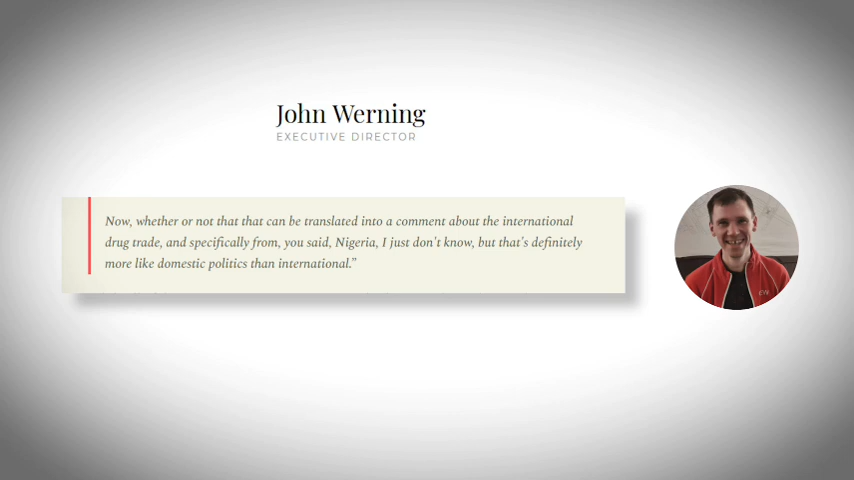 John Werning
EXECUTIVE DIRECTOR
Now, whether or not that that can be translated into a comment about the international
drug trade, and specifically from, you said, Nigeria, I just don't know, but that's definitely
more like domestic politics than international.”